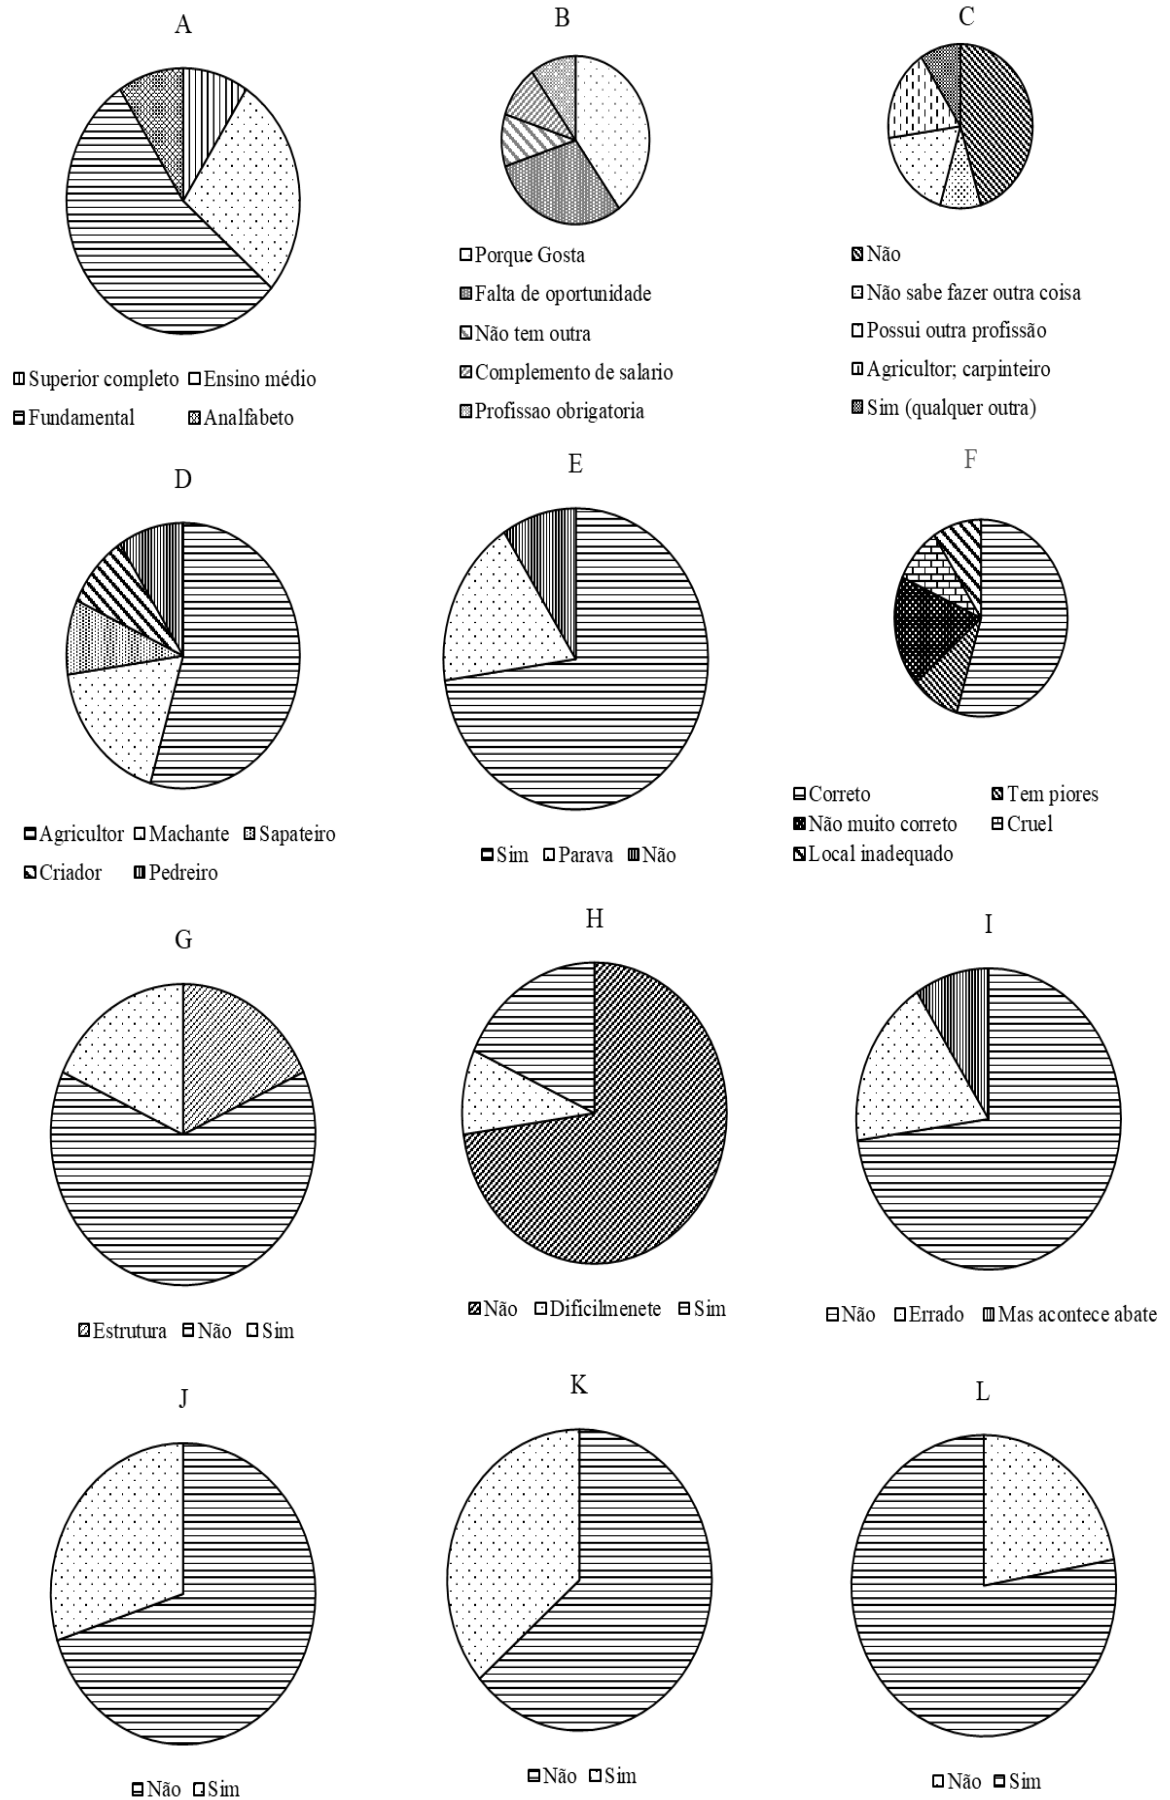 A
B
C
Superior completo Ensino médio
Fundamental Analfabeto
Porque Gosta
Falta de oportunidade
Não tem outra
Complemento de salario
Profissao obrigatoria
Não
Não sabe fazer outra coisa
Possui outra profissão
Agricultor; carpinteiro
Sim (qualquer outra)
D
E
F
Agricultor Machante Sapateiro
Criador Pedreiro
Sim Parava Não
Correto Tem piores
Não muito correto Cruel
Local inadequado
G
H
I
Estrutura Não Sim
Não Dificilmenete Sim
Não Errado Mas acontece abate
J
K
L
Não Sim
Não Sim
Não Sim